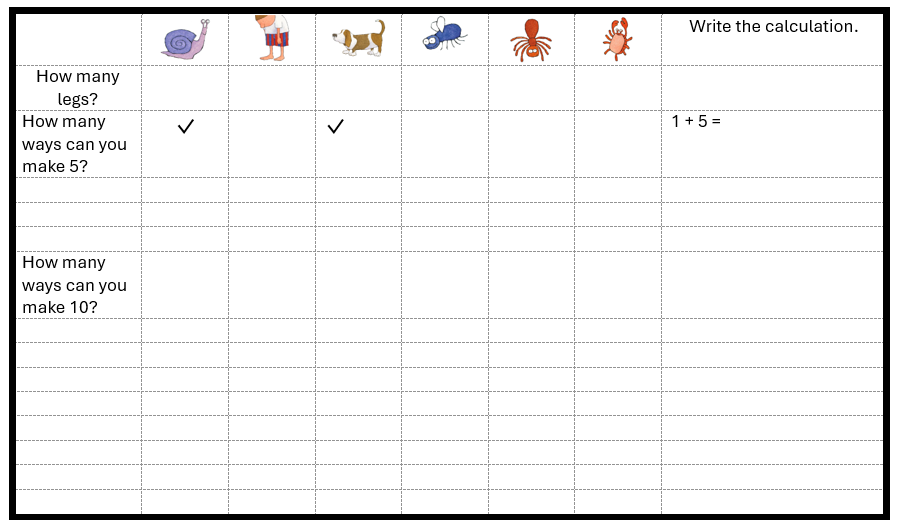 Write the calculation.
How many
legs?
How many
ways can you
make 5?
✓ ✓ 1 + 5 =
How many
ways can you
make 10?